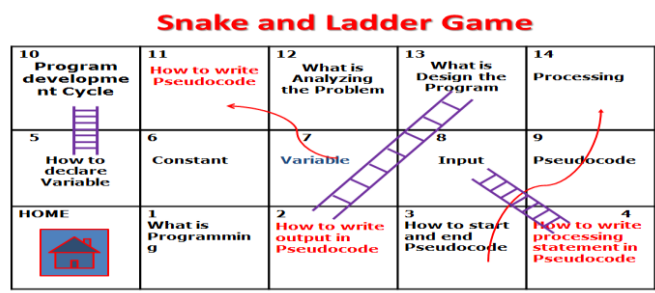 Snake and Ladder Game
10
Program
developme
nt Cycle
11
How to write
Pseudocode
12
What is
Analyzing
the Problem
13
What is
Design the
Program
14
Processing
5
How to
declare
Variable
6
Constant
7
Variable
8
Input
9
Pseudocode
HOME
1
What is
Programmin
g
2
How to write
output in
Pseudocode
3
How to start
and end
Pseudocode
4
How to write
processing
statement in
Pseudocode